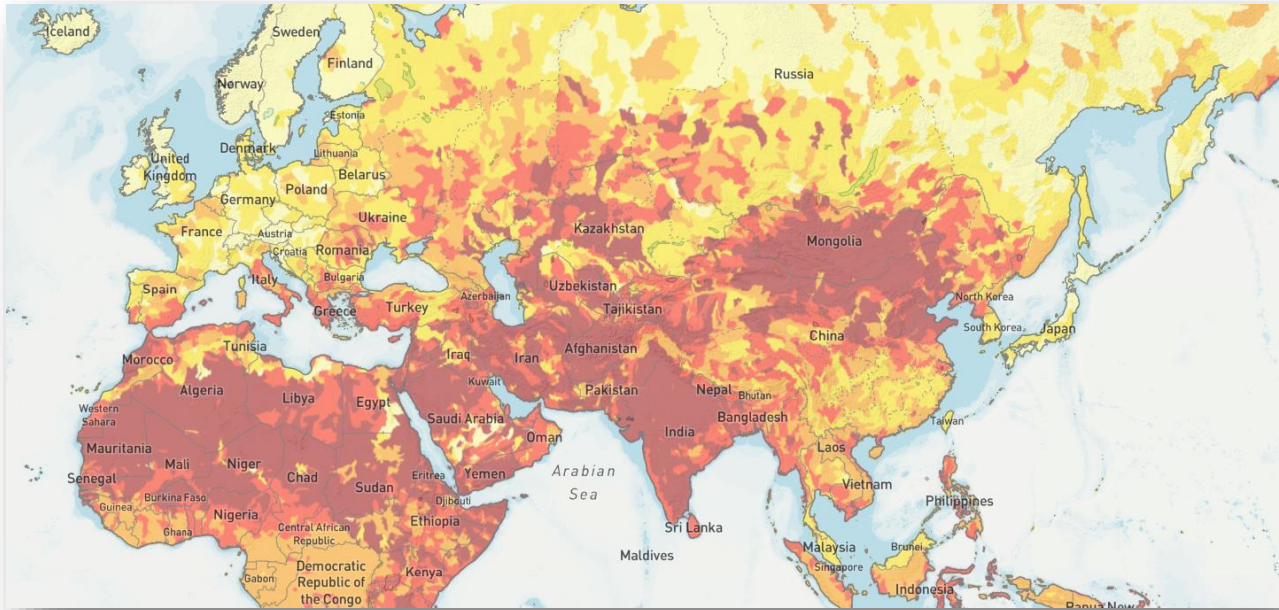 Iceland
Sweden
Finland
Norway
Russia
Estonia
Denmark
Lithuania
United
Kingdom
Belarus
Poland
Germany
Ukraine
France
Austria
Kazakhstan
Mongolia
Croatia
Romania
Bulgaria
Italy
Spain
Uzbekistan
Azerbaijan
North Korea
Greece
Turkey
Tajikistan
South Korea
Japan
China
Tunisia
Afghanistan
Morocco
Iraq
Iran
Kuwait
Algeria
Pakistan
Nepal
Bhutan
Libya
Egypt
Western
Sahara
Saudi Arabia
Bangladesh
Taiwan
India
Oman
Mauritania
Laos
Mali
Niger
Arabian
Sea
Senegal
Chad
Eritrea
Yemen
Sudan
Vietnam
Burkina Faso
Djibouti
Philippines
Guinea
Nigeria
Ethiopia
Sri Lanka
Ghana
Central African
Republic
Malaysia
Brunei
Maldives
Democratic
Republic of
the Congo
Singapore
Kenya
Gabon
Indonesia
Papua New